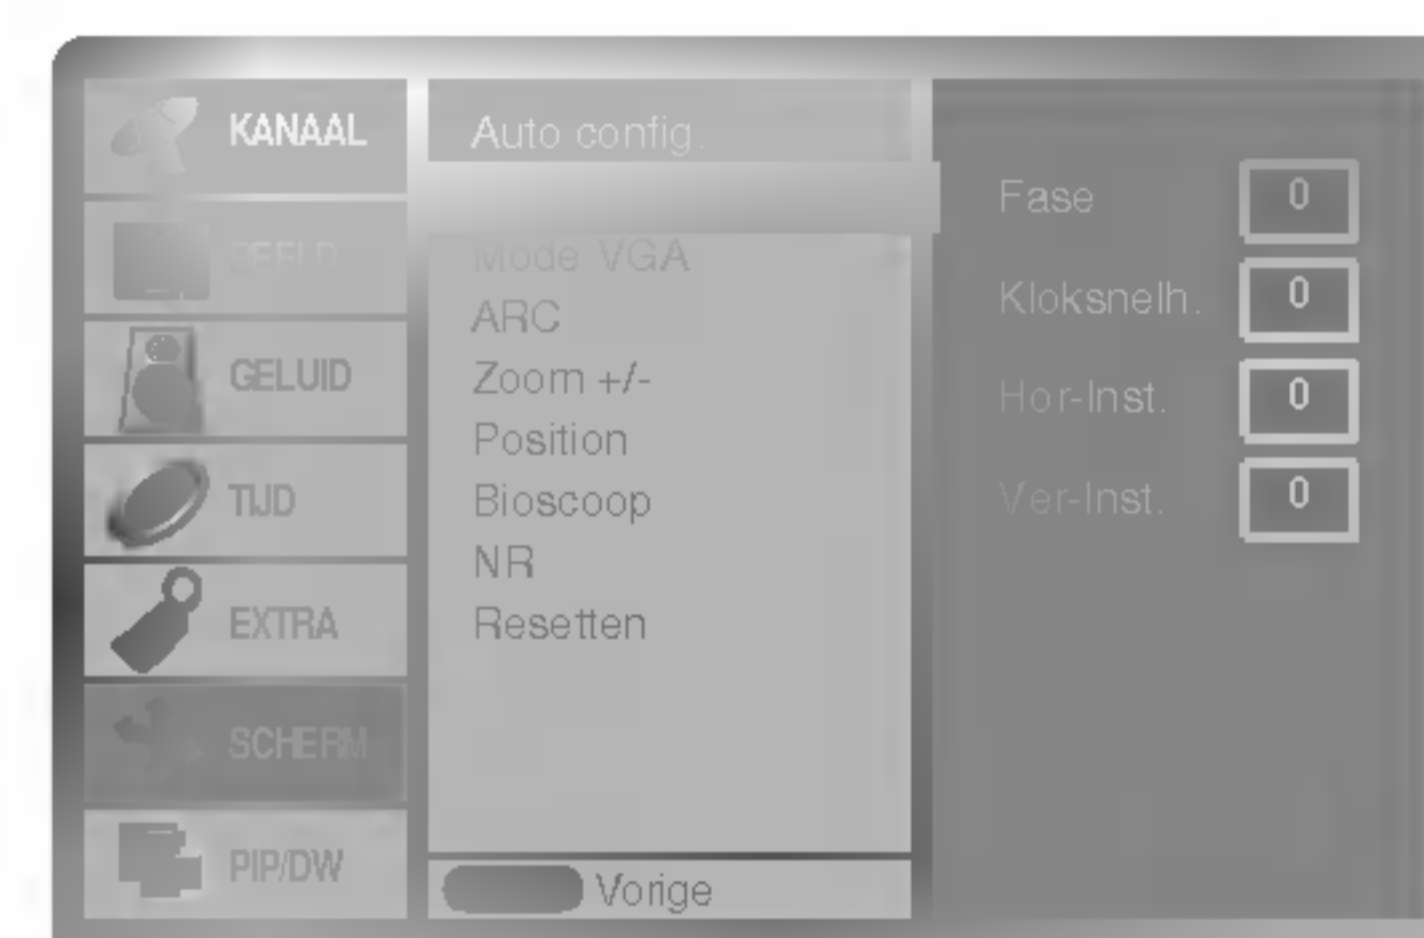 KANAAL
BEELD
GELUID
TIJD
EXTRA
SCHERM
PIP/DW
Auto config.
Mode VGA
ARC
Zoom +/-
Position
Bioscoop
NR
Resetten
Vorige
Fase 0
Kloksnelh. 0
Hor-Inst. 0
Ver-Inst. 0